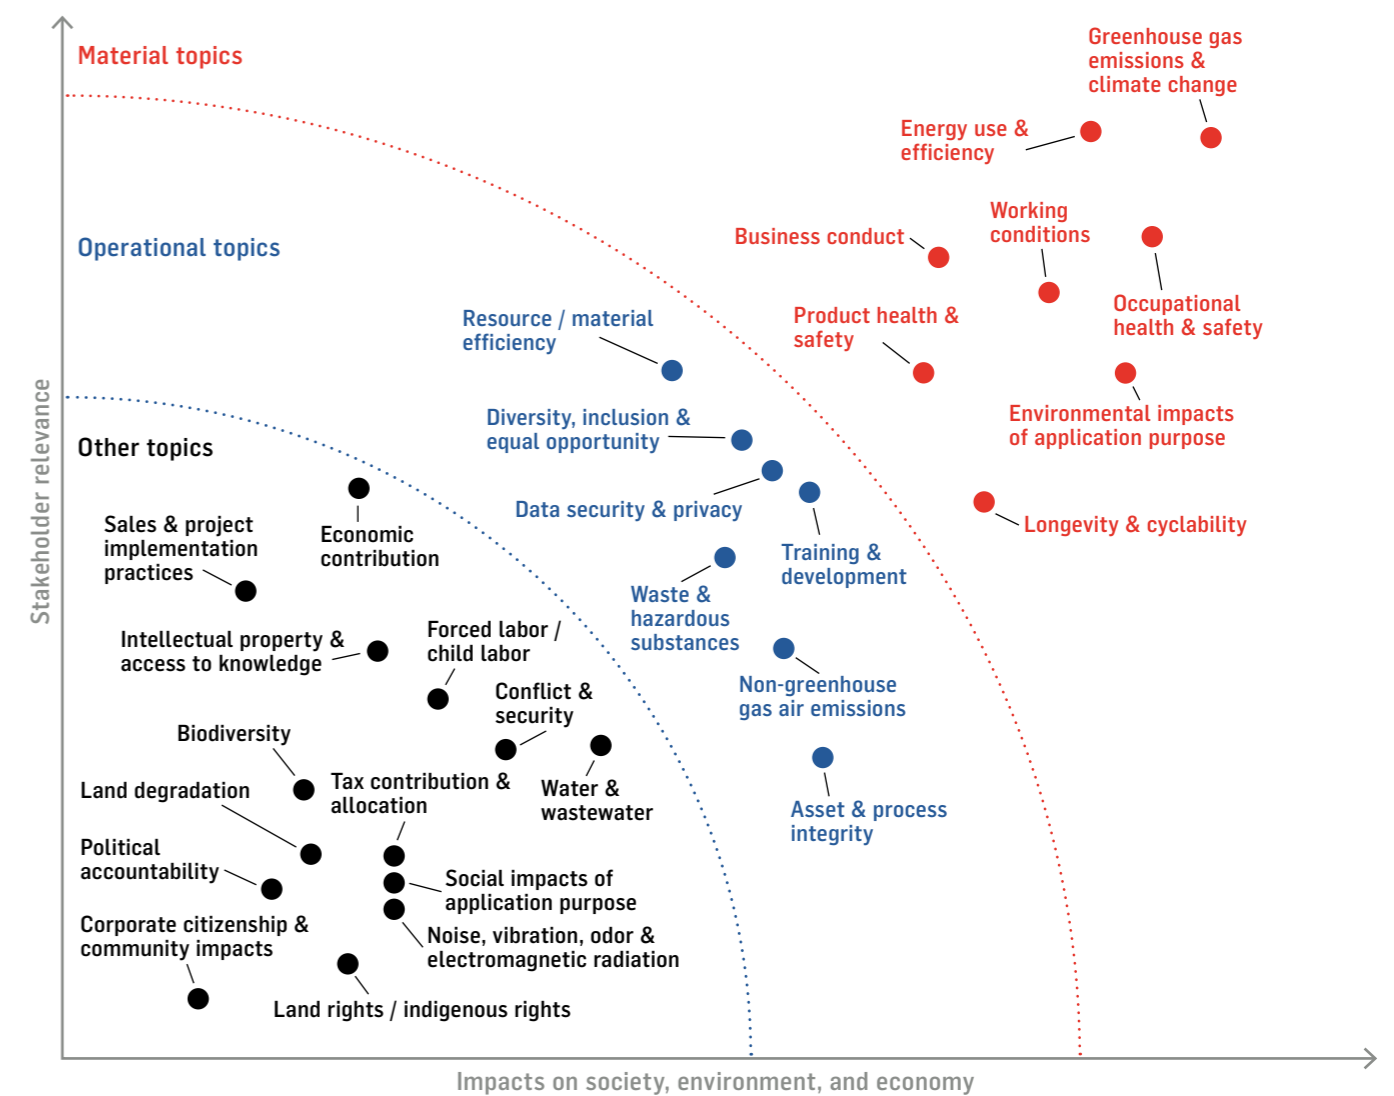 Material topics
Greenhouse gas
emissions &
climate change
Energy use &
efficiency
Working
conditions
Business conduct
Operational topics
Occupational
health & safety
Product health &
safety
Resource / material
efficiency
Environmental impacts
of application purpose
Diversity, inclusion &
equal opportunity
Other topics
Data security & privacy
Longevity & cyclability
Sales & project
implementation
practices
Economic
contribution
Training &
development
Waste &
hazardous
substances
Intellectual property &
access to knowledge
Forced labor /
child labor
Conflict &
security
Non-greenhouse
gas air emissions
Biodiversity
Tax contribution &
allocation
Water &
wastewater
Land degradation
Asset & process
integrity
Political
accountability
Social impacts of
application purpose
Corporate citizenship &
community impacts
Noise, vibration, odor &
electromagnetic radiation
Land rights / indigenous rights
Stakeholder relevance
Impacts on society, environment, and economy